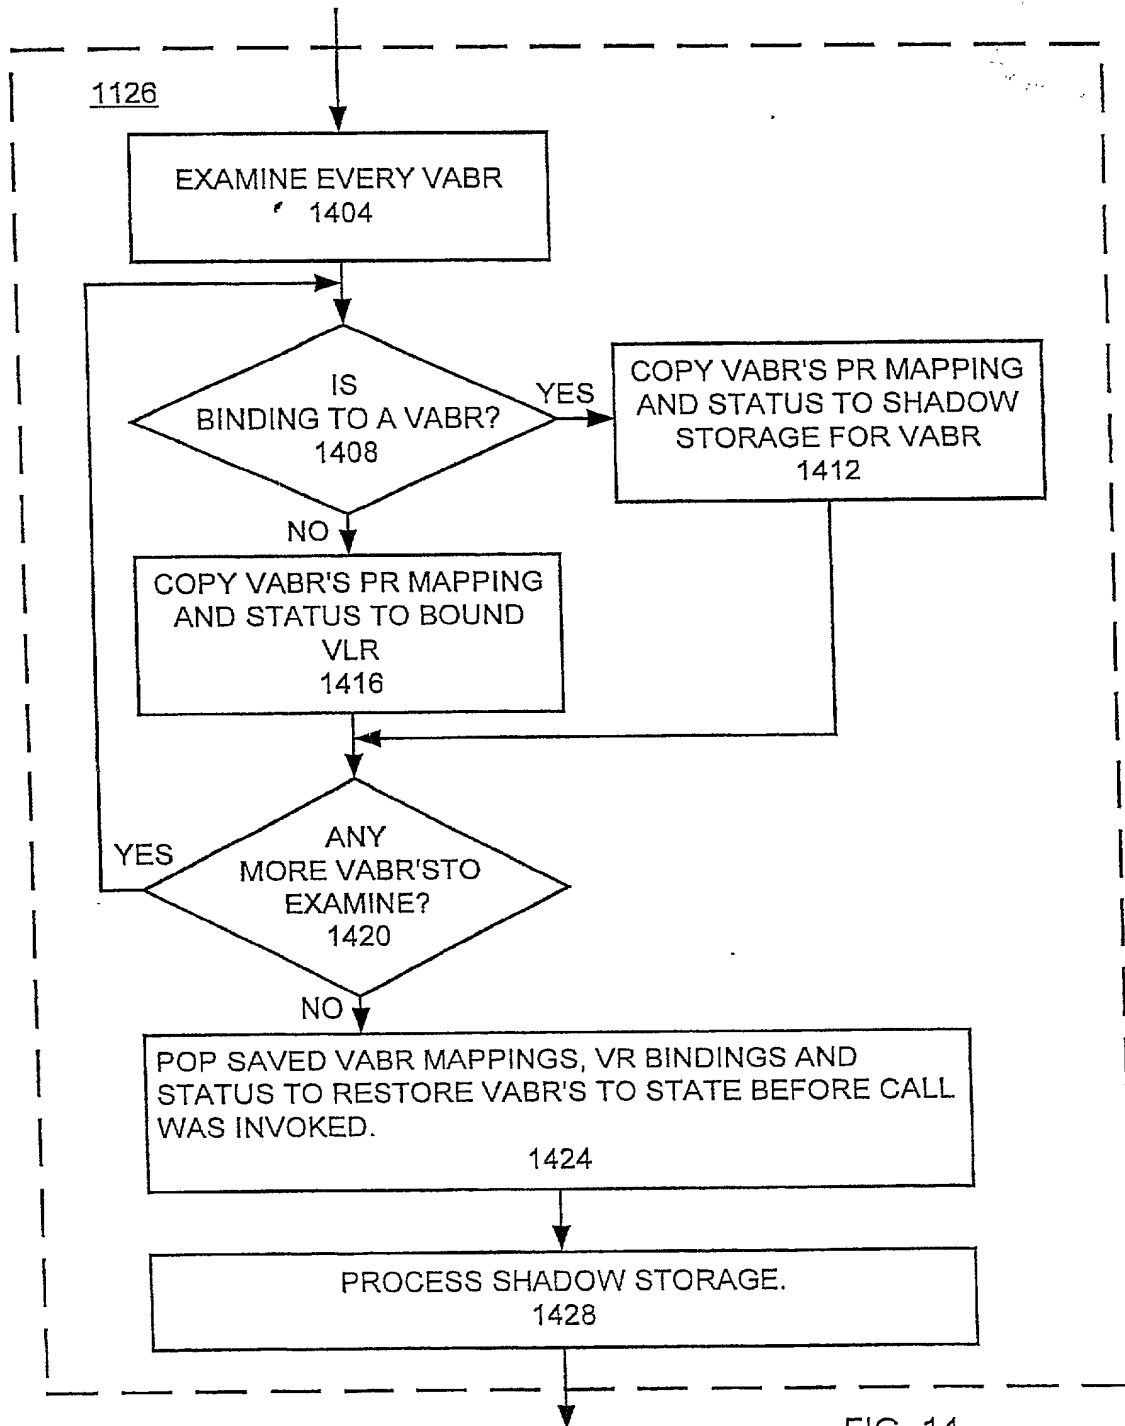 1126
EXAMINE EVERY VABR
1404
IS
BINDING TO A VABR?
1408
YES
COPY VABR'S PR MAPPING
AND STATUS TO SHADOW
STORAGE FOR VABR
1412
NO
COPY VABR'S PR MAPPING
AND STATUS TO BOUND
VLR
1416
YES
ANY
MORE VABR'STO
EXAMINE?
1420
NO
POP SAVED VABR MAPPINGS, VR BINDINGS AND
STATUS TO RESTORE VABR'S TO STATE BEFORE CALL
WAS INVOKED.
1424
PROCESS SHADOW STORAGE.
1428
FIG. 14